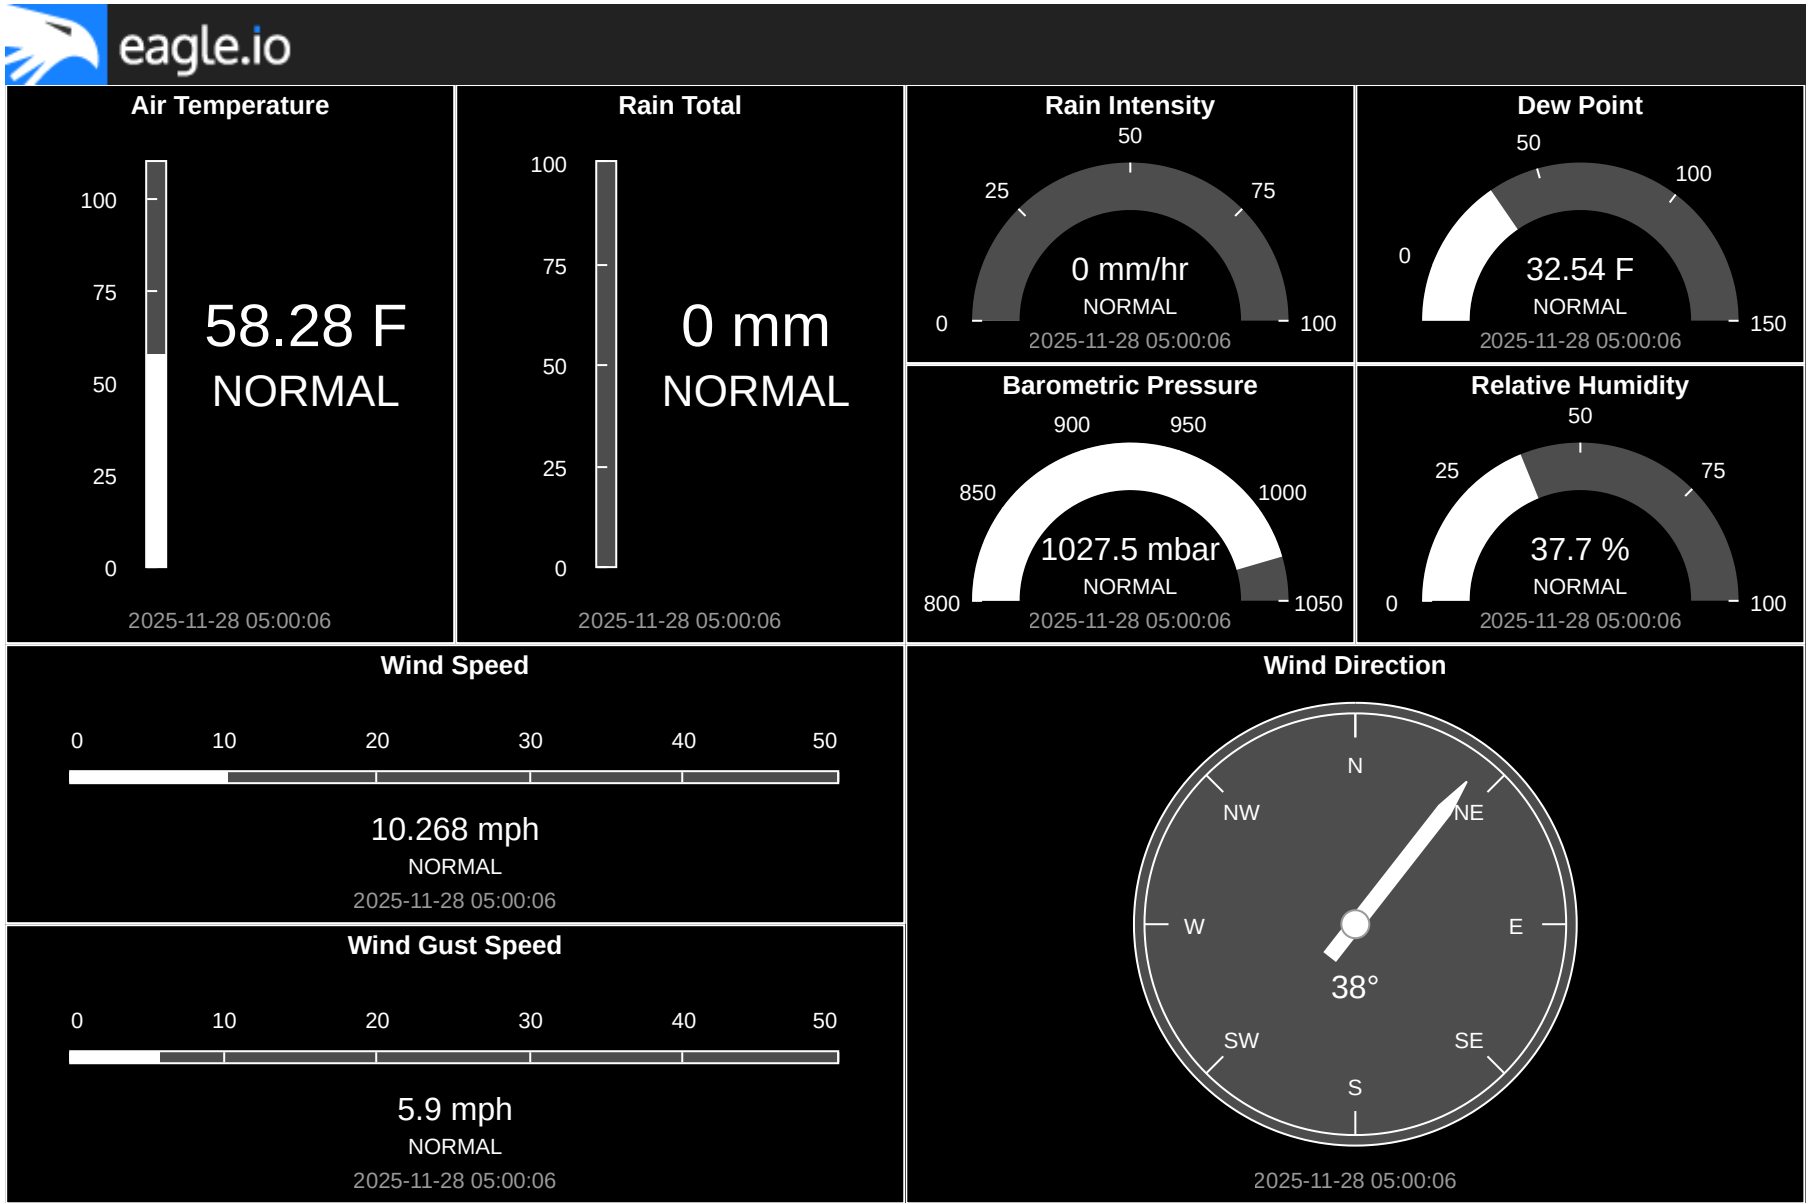 eagle.io
Air Temperature
100
75
50
25
0
58.28 F
NORMAL
2025-11-28 05:00:06
Rain Total
100
75
50
25
0
0 mm
NORMAL
2025-11-28 05:00:06
Rain Intensity
50
25
75
0
100
0 mm/hr
NORMAL
2025-11-28 05:00:06
Dew Point
50
100
0
150
32.54 F
NORMAL
2025-11-28 05:00:06
Barometric Pressure
900
950
850
1000
800
1050
1027.5 mbar
NORMAL
2025-11-28 05:00:06
Relative Humidity
50
25
75
0
100
37.7 %
NORMAL
2025-11-28 05:00:06
Wind Speed
0 10 20 30 40 50
10.268 mph
NORMAL
2025-11-28 05:00:06
Wind Gust Speed
0 10 20 30 40 50
5.9 mph
NORMAL
2025-11-28 05:00:06
Wind Direction
N
NW
NE
W
E
38°
SW
SE
S
2025-11-28 05:00:06